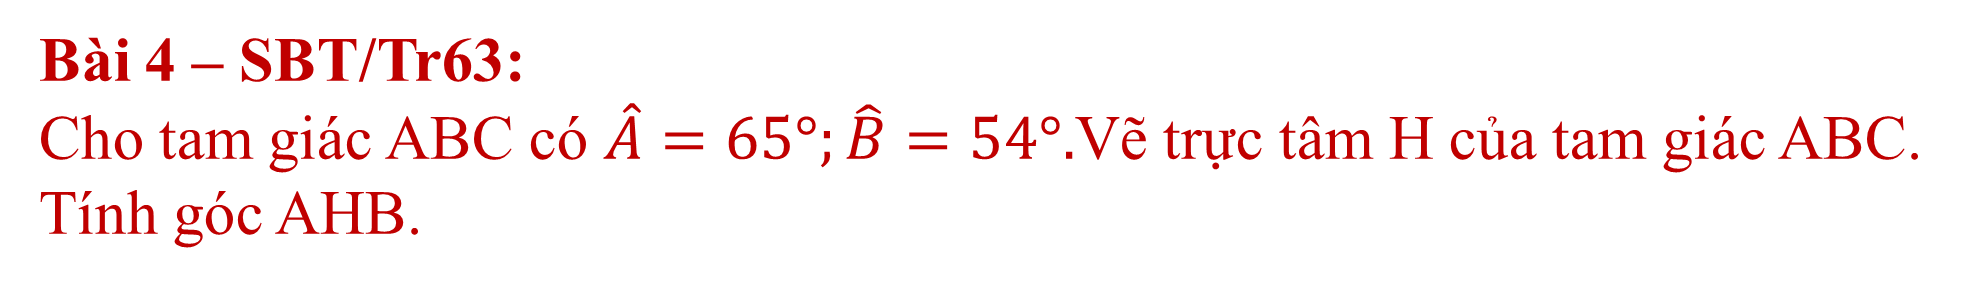 Bài 4 – SBT/Tr63:
Cho tam giác ABC có Â = 65°; B̂ = 54°.Vẽ trực tâm H của tam giác ABC.
Tính góc AHB.